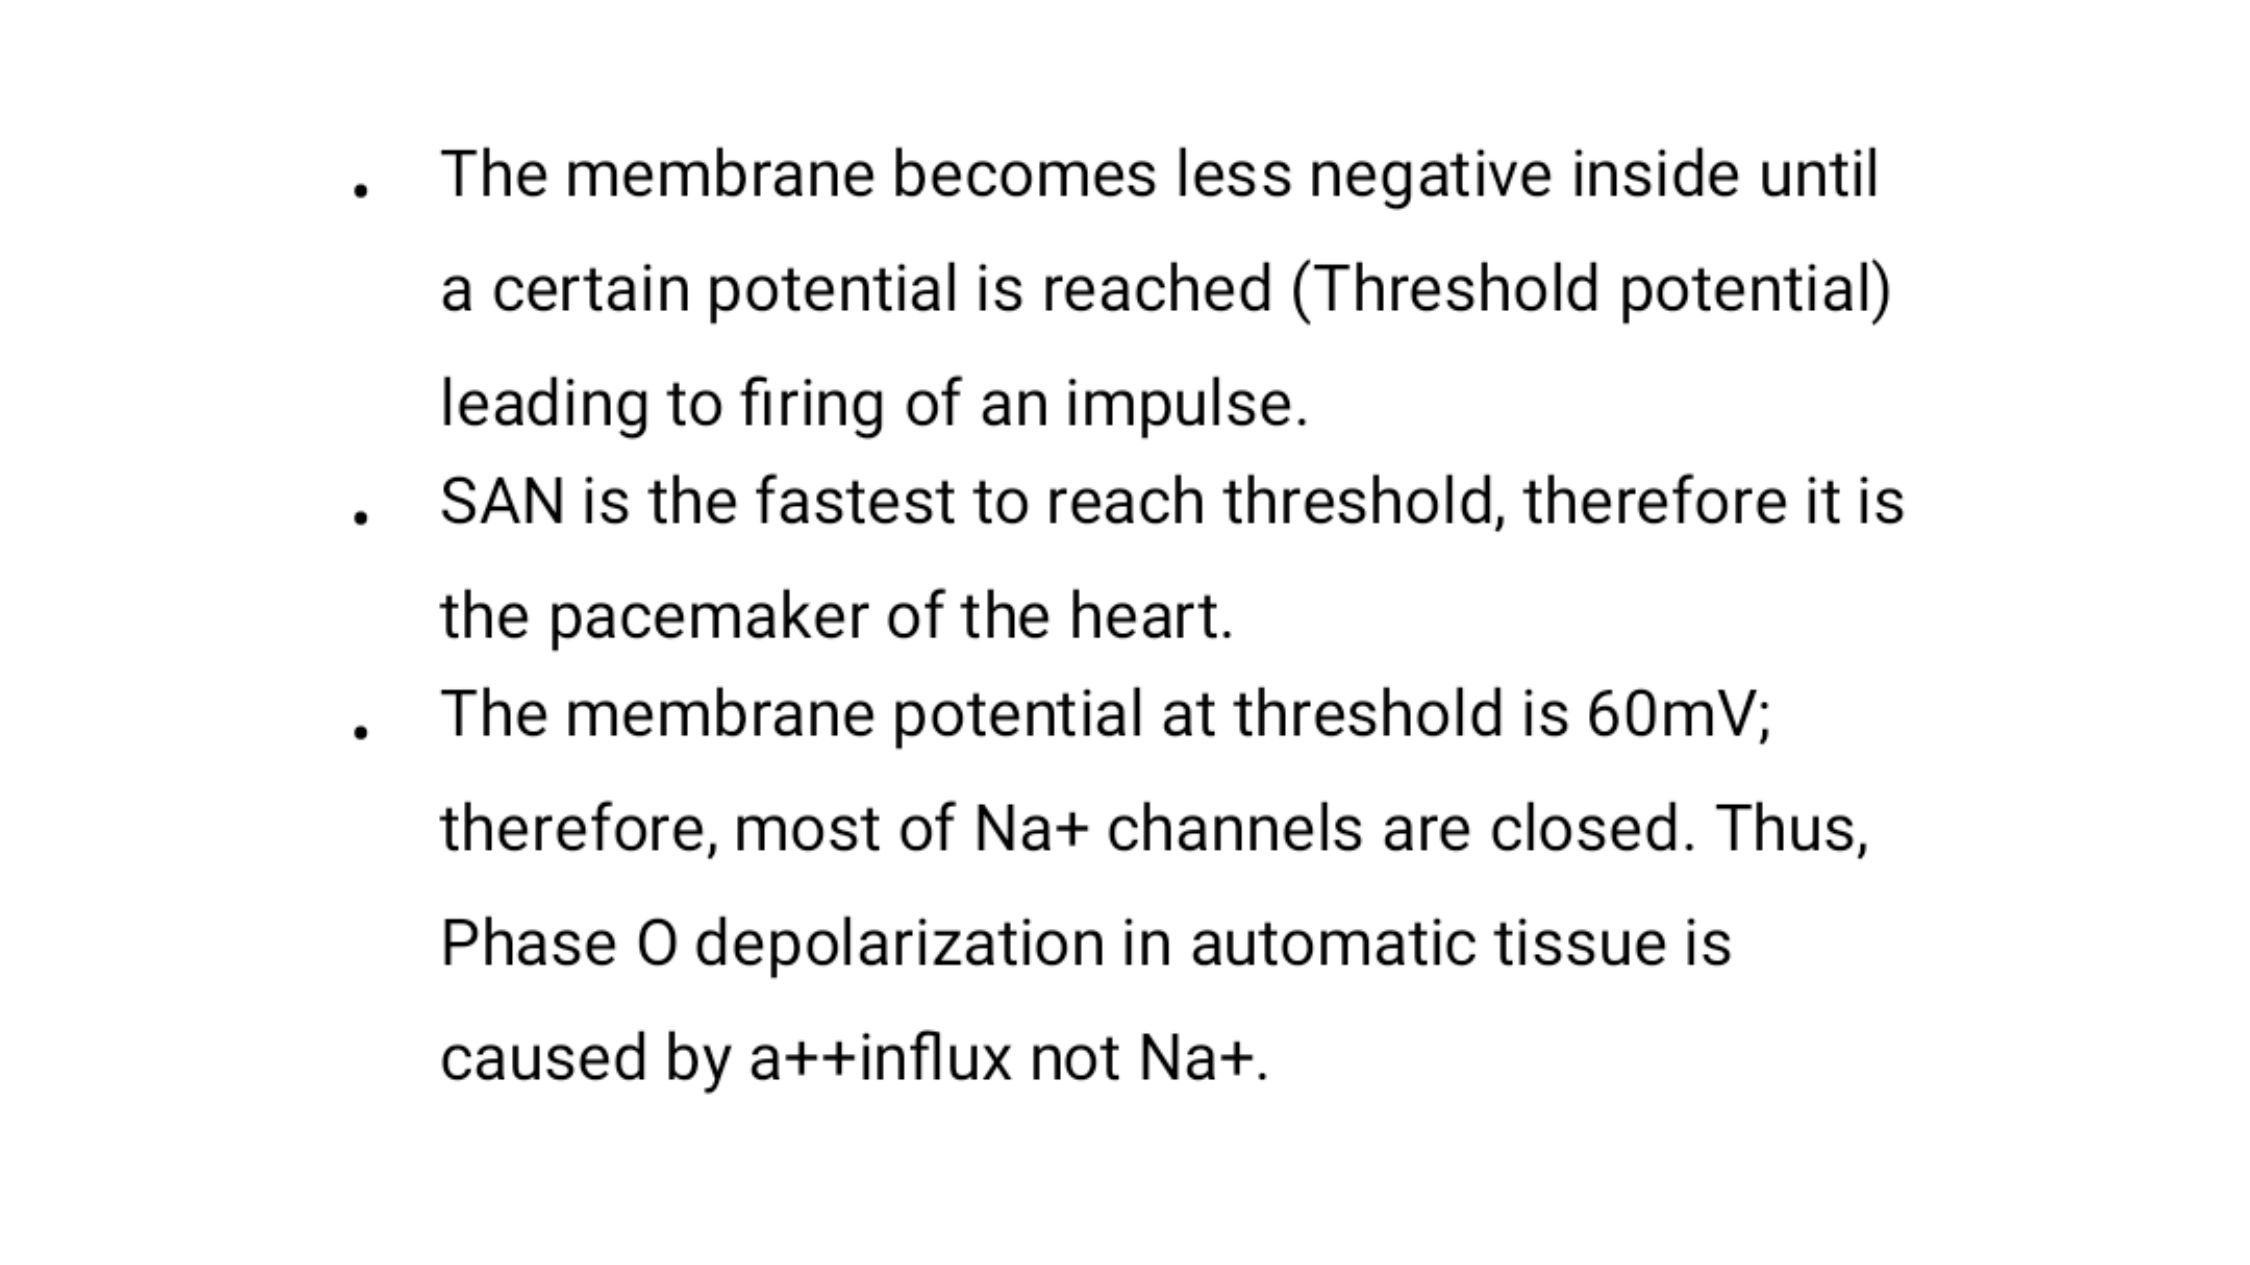 . The membrane becomes less negative inside until
a certain potential is reached (Threshold potential)
leading to firing of an impulse.
. SAN is the fastest to reach threshold, therefore it is
the pacemaker of the heart.
. The membrane potential at threshold is 60mV;
therefore, most of Na+ channels are closed. Thus,
Phase O depolarization in automatic tissue is
caused by a++influx not Na+.